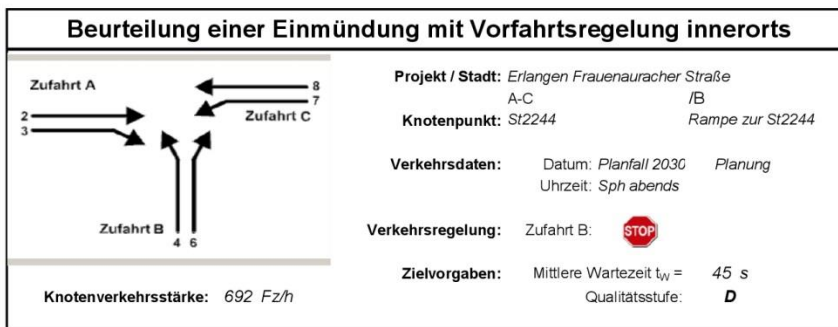 Beurteilung einer Einmündung mit Vorfahrtsregelung innerorts
Zufahrt A
8
7
2
3
Zufahrt C
Zufahrt B
4 6
Knotenverkehrsstärke: 692 Fz/h
Projekt / Stadt: Erlangen Frauenauracher Straße
A-C /B
Knotenpunkt: St2244 Rampe zur St2244
Verkehrsdaten: Datum: Planfall 2030 Planung
Uhrzeit: Sph abends
Verkehrsregelung: Zufahrt B: STOP
Zielvorgaben: Mittlere Wartezeit tw = 45 s
Qualitätsstufe: D